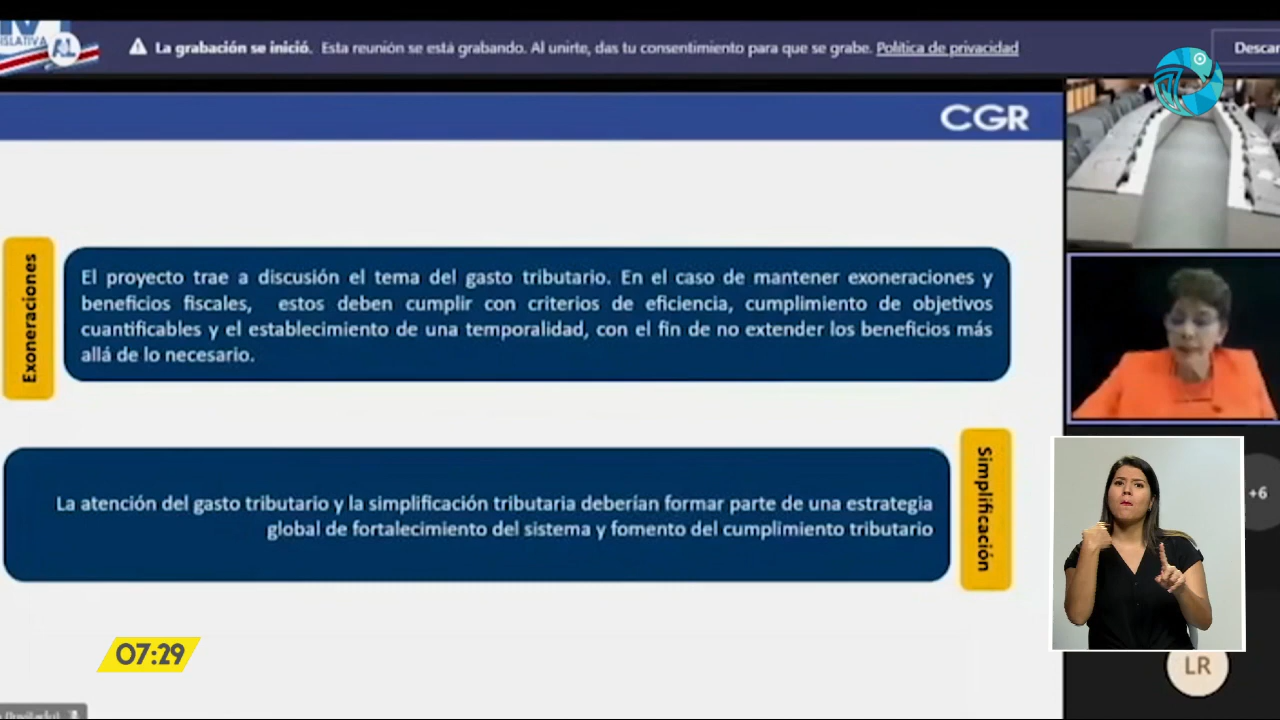 La grabación se inició. Esta reunión se está grabando. Al unirte, das tu consentimiento para que se grabe. Política de privacidad
CGR
Exoneraciones
El proyecto trae a discusión el tema del gasto tributario. En el caso de mantener exoneraciones y
beneficios fiscales, estos deben cumplir con criterios de eficiencia, cumplimiento de objetivos
cuantificables y el establecimiento de una temporalidad, con el fin de no extender los beneficios más
allá de lo necesario.
La atención del gasto tributario y la simplificación tributaria deberían formar parte de una estrategia
global de fortalecimiento del sistema y fomento del cumplimiento tributario
Simplificación
+6
LR
07:29